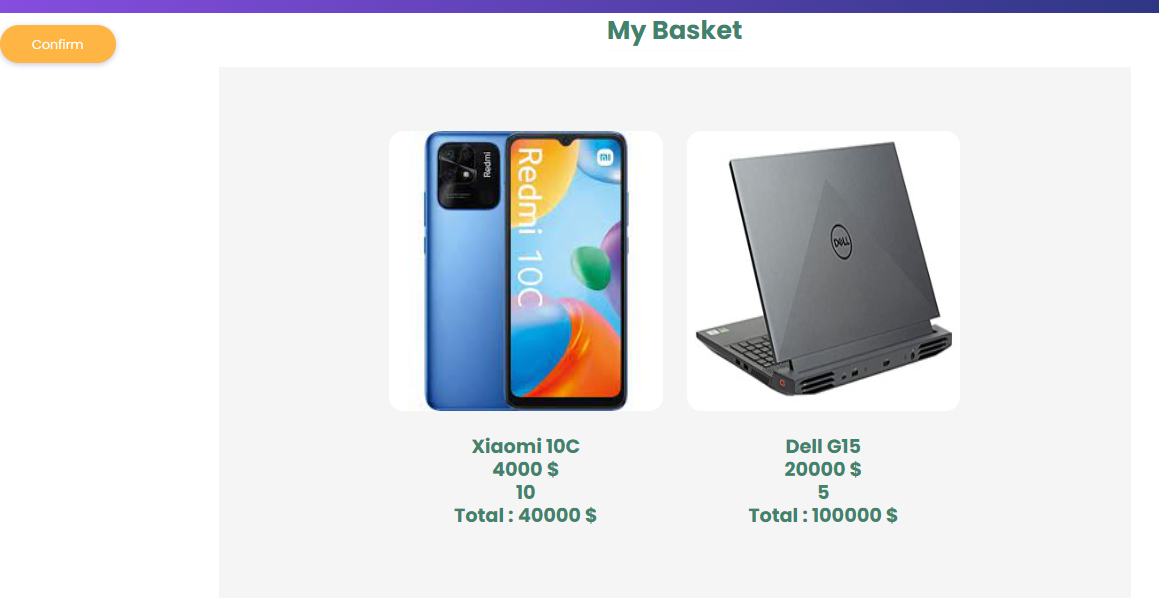 My Basket
Confirm
Redmi
Redmi 10C
DELL
Xiaomi 10C
4000 $
10
Total : 40000 $
Dell G15
20000 $
5
Total : 100000 $